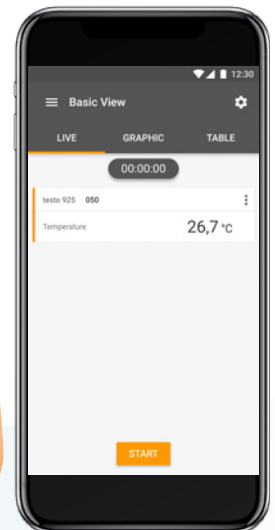 12:30
Basic View
LIVE GRAPHIC TABLE
00:00:00
testo 925 050
Temperature 26,7 °C
START